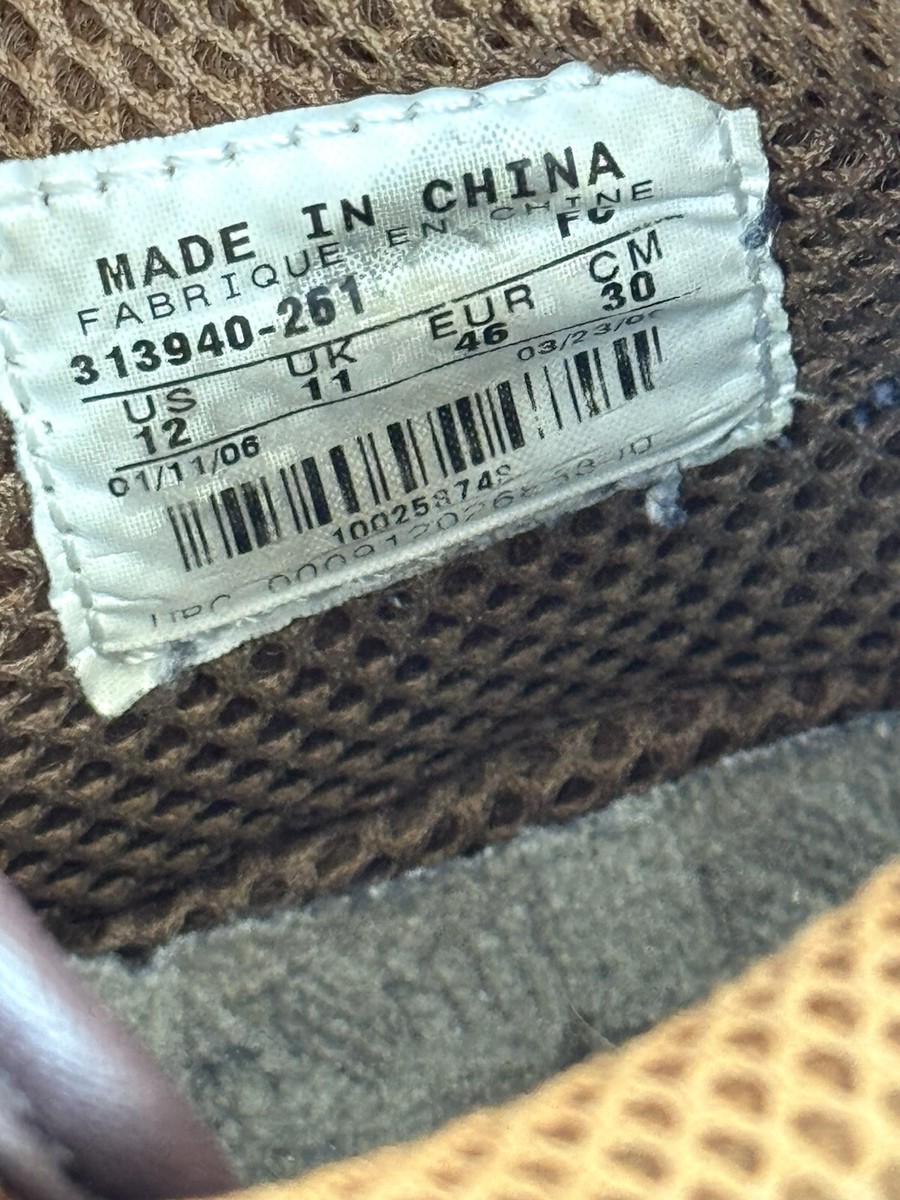 MADE IN CHINA
FABRIQUE EN CHINE
313940-261 FC
US UK EUR CM
12 11 46 30
01/11/06